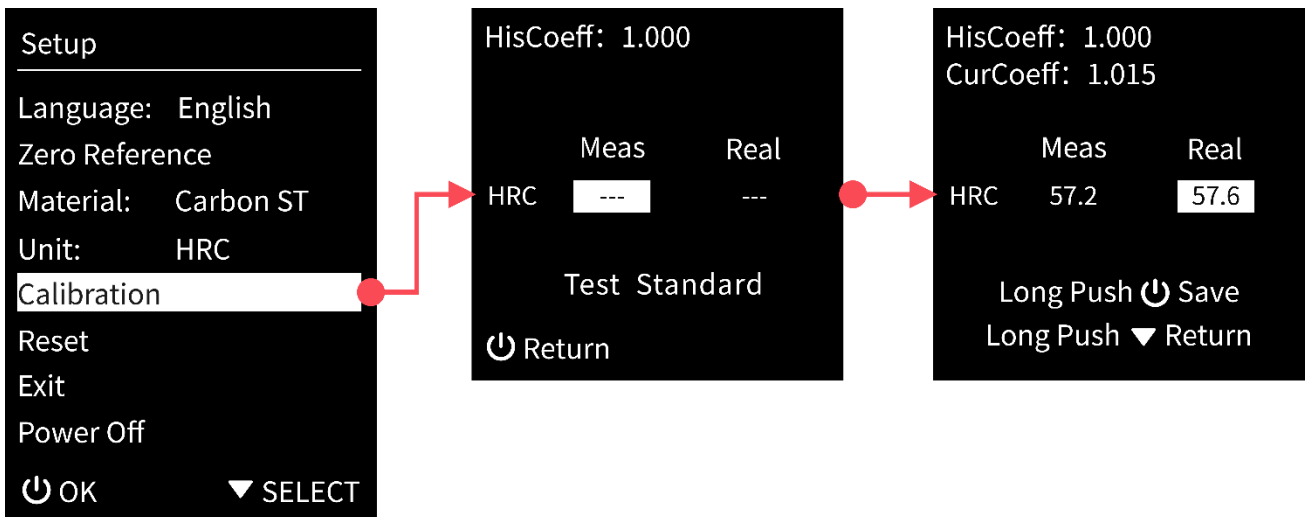 Setup
Language: English
Zero Reference
Material: Carbon ST
Unit: HRC
Calibration
Reset
Exit
Power Off
OK SELECT
HisCoeff: 1.000
Meas Real
HRC --- ---
Test Standard
Return
HisCoeff: 1.000
CurCoeff: 1.015
Meas Real
HRC 57.2 57.6
Long Push Save
Long Push Return